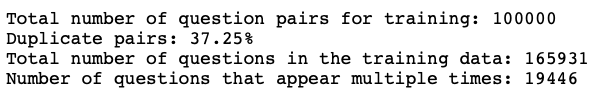 Total number of question pairs for training: 100000
Duplicate pairs: 37.25%
Total number of questions in the training data: 165931
Number of questions that appear multiple times: 19446